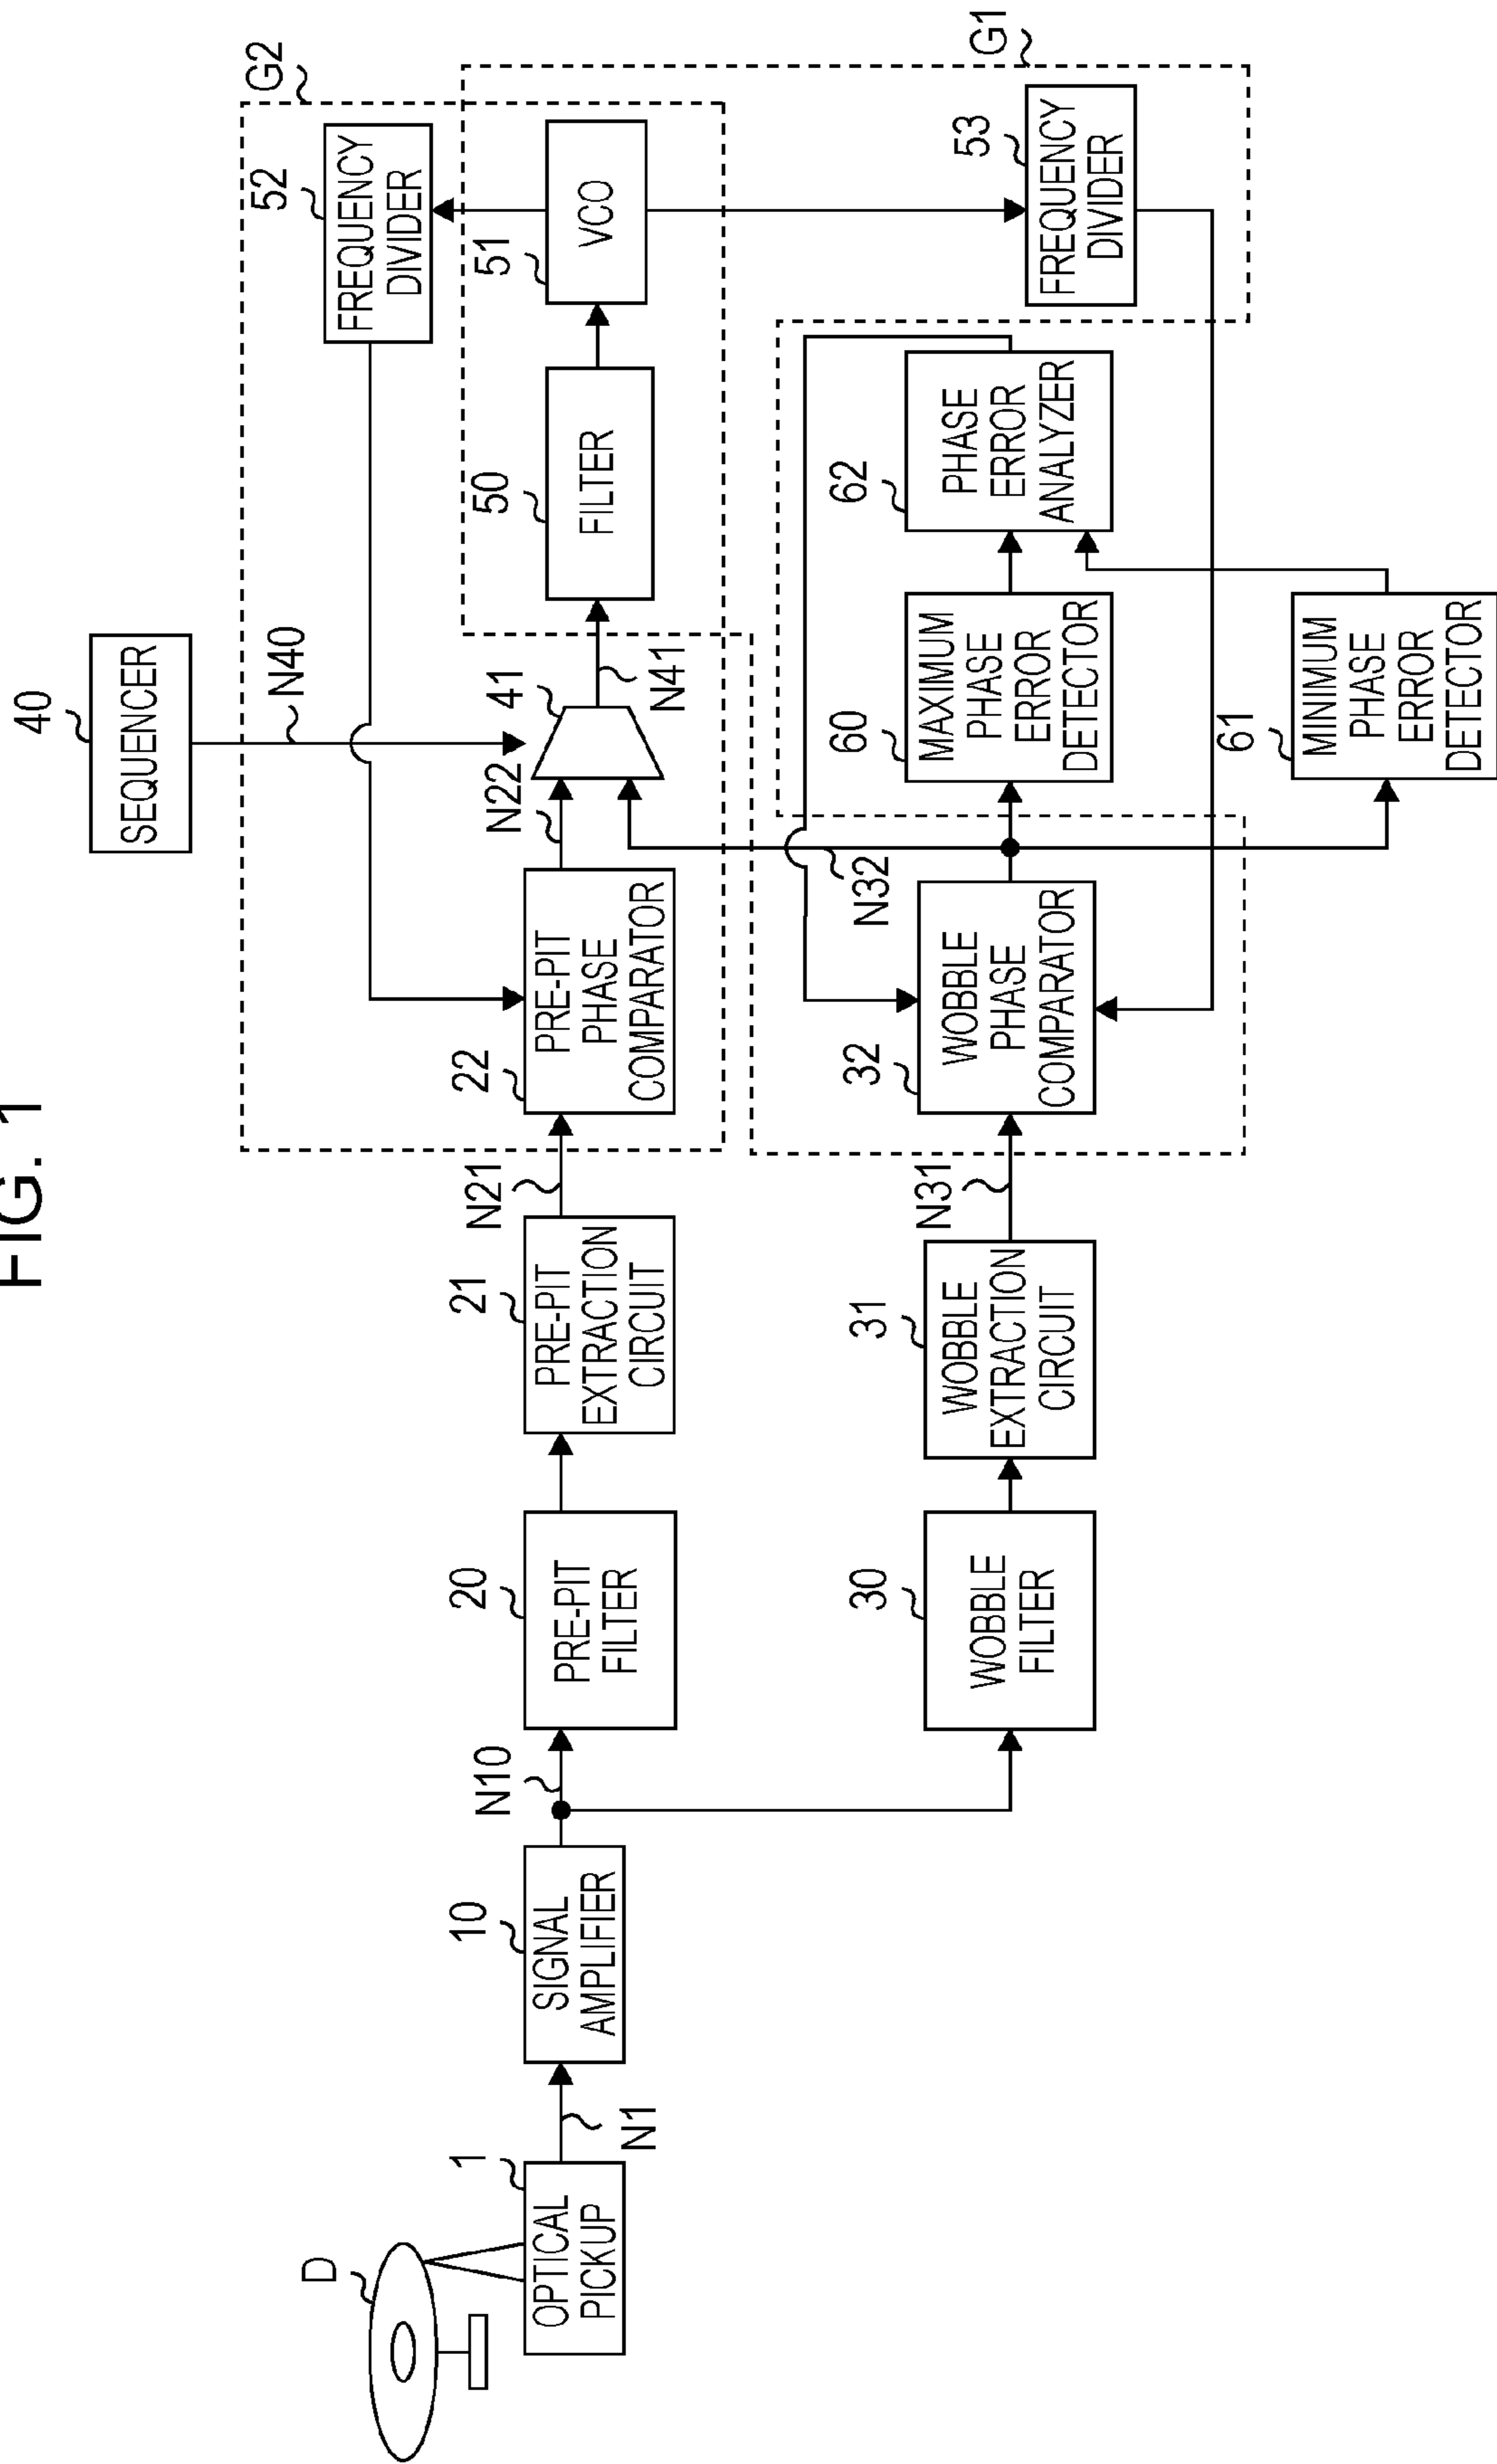 FIG. 1
40
SEQUENCER
N40
G2
52
FREQUENCY
DIVIDER
D
1
OPTICAL
PICKUP
N1
10
SIGNAL
AMPLIFIER
N10
20
PRE-PIT
FILTER
21
PRE-PIT
EXTRACTION
CIRCUIT
N21
22
PRE-PIT
PHASE
COMPARATOR
N22
41
N41
50
FILTER
51
VCO
G1
30
WOBBLE
FILTER
31
WOBBLE
EXTRACTION
CIRCUIT
N31
32
WOBBLE
PHASE
COMPARATOR
N32
60
MAXIMUM
PHASE
ERROR
DETECTOR
62
PHASE
ERROR
ANALYZER
53
FREQUENCY
DIVIDER
61
MINIMUM
PHASE
ERROR
DETECTOR